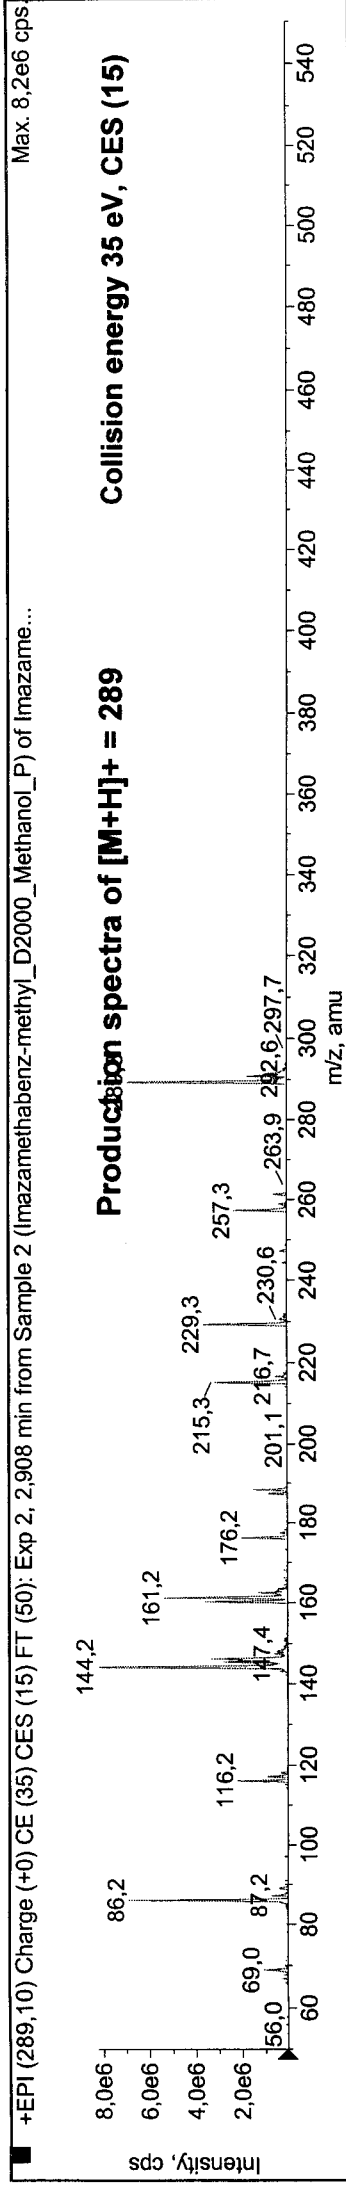 +EPI (289,10) Charge (+0) CE (35) CES (15) FT (50): Exp 2, 2,908 min from Sample 2 (Imazamethabenz-methyl_D2000_Methanol_P) of Imazame...
Max. 8,2e6 cps.
Production spectra of [M+H]+ = 289
Collision energy 35 eV, CES (15)
Intensity, cps
8,0e6
6,0e6
4,0e6
2,0e6
56,0
69,0
86,2
87,2
116,2
144,2
147,4
161,2
176,2
201,1
215,3
216,7
229,3
230,6
257,3
263,9
292,6
297,7
60 80 100 120 140 160 180 200 220 240 260 280 300 320 340 360 380 400 420 440 460 480 500 520 540
m/z, amu